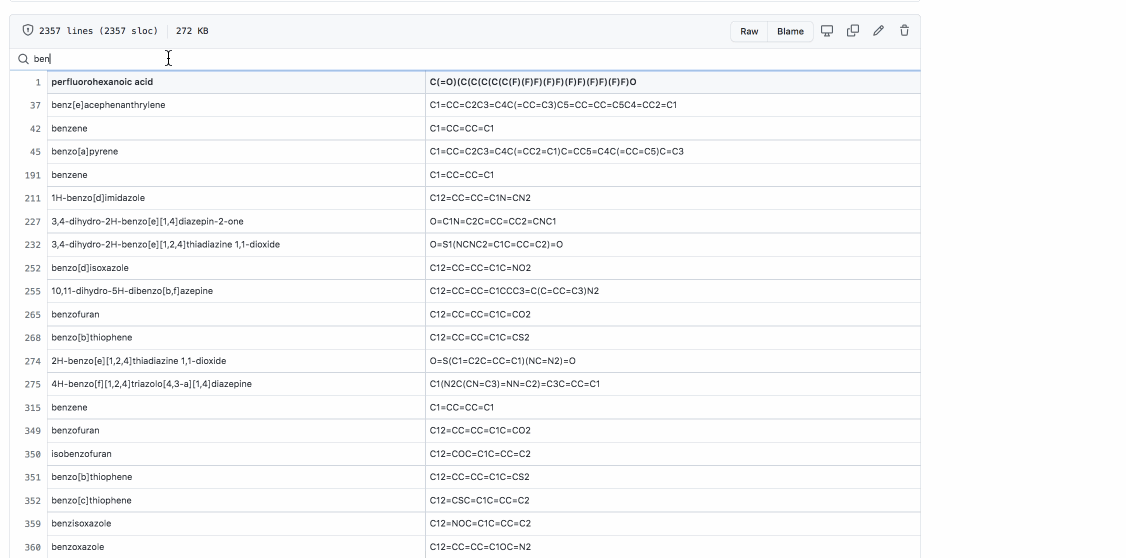 2357 lines (2357 sloc) 272 KB Raw Blame
ben
1 perfluorohexanoic acid C(=O)(C(C(C(C(C(F)(F)F)(F)F)(F)F)(F)F)(F)F)O
37 benz[e]acephenanthrylene C1=CC=C2C3=C4C(=CC=C3)C5=CC=CC=C5C4=CC2=C1
42 benzene C1=CC=CC=C1
45 benzo[a]pyrene C1=CC=C2C3=C4C(=CC2=C1)C=CC5=C4C(=CC=C5)C=C3
191 benzene C1=CC=CC=C1
211 1H-benzo[d]imidazole C12=CC=CC=C1N=CN2
227 3,4-dihydro-2H-benzo[e][1,4]diazepin-2-one O=C1N=C2C=CC=CC2=CNC1
232 3,4-dihydro-2H-benzo[e][1,2,4]thiadiazine 1,1-dioxide O=S1(NCNC2=C1C=CC=C2)=O
252 benzo[d]isoxazole C12=CC=CC=C1C=NO2
255 10,11-dihydro-5H-dibenzo[b,f]azepine C12=CC=CC=C1CCC3=C(C=CC=C3)N2
265 benzofuran C12=CC=CC=C1C=CO2
268 benzo[b]thiophene C12=CC=CC=C1C=CS2
274 2H-benzo[e][1,2,4]thiadiazine 1,1-dioxide O=S(C1=C2C=CC=C1)(NC=N2)=O
275 4H-benzo[f][1,2,4]triazolo[4,3-a][1,4]diazepine C1(N2C(CN=C3)=NN=C2)=C3C=CC=C1
315 benzene C1=CC=CC=C1
349 benzofuran C12=CC=CC=C1C=CO2
350 isobenzofuran C12=COC=C1C=CC=C2
351 benzo[b]thiophene C12=CC=CC=C1C=CS2
352 benzo[c]thiophene C12=CSC=C1C=CC=C2
359 benzisoxazole C12=NOC=C1C=CC=C2
360 benzoxazole C12=CC=CC=C1OC=N2